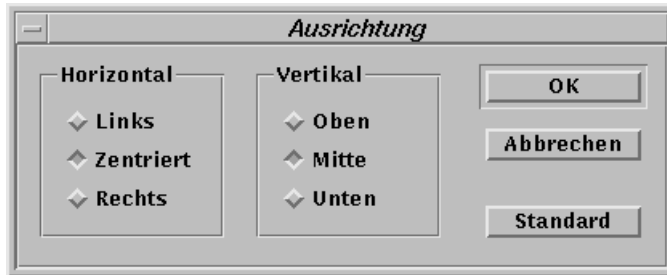 Ausrichtung
Horizontal
Links
Zentriert
Rechts
Vertikal
Oben
Mitte
Unten
OK
Abbrechen
Standard